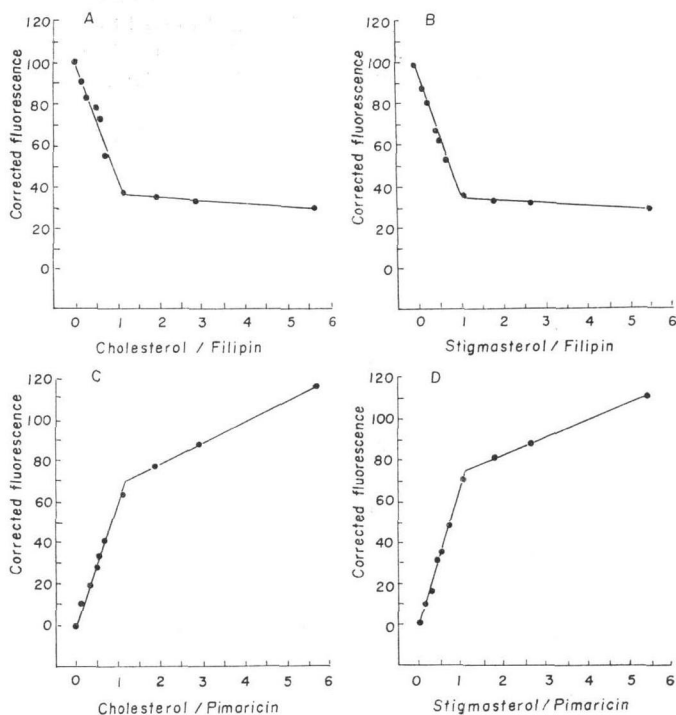 A
Corrected fluorescence
120
100
80
60
40
20
0
0 1 2 3 4 5 6
Cholesterol / Filipin
B
Corrected fluorescence
120
100
80
60
40
20
0
0 1 2 3 4 5 6
Stigmasterol / Filipin
C
Corrected fluorescence
120
100
80
60
40
20
0
0 1 2 3 4 5 6
Cholesterol / Pimaricin
D
Corrected fluorescence
120
100
80
60
40
20
0
0 1 2 3 4 5 6
Stigmasterol / Pimaricin